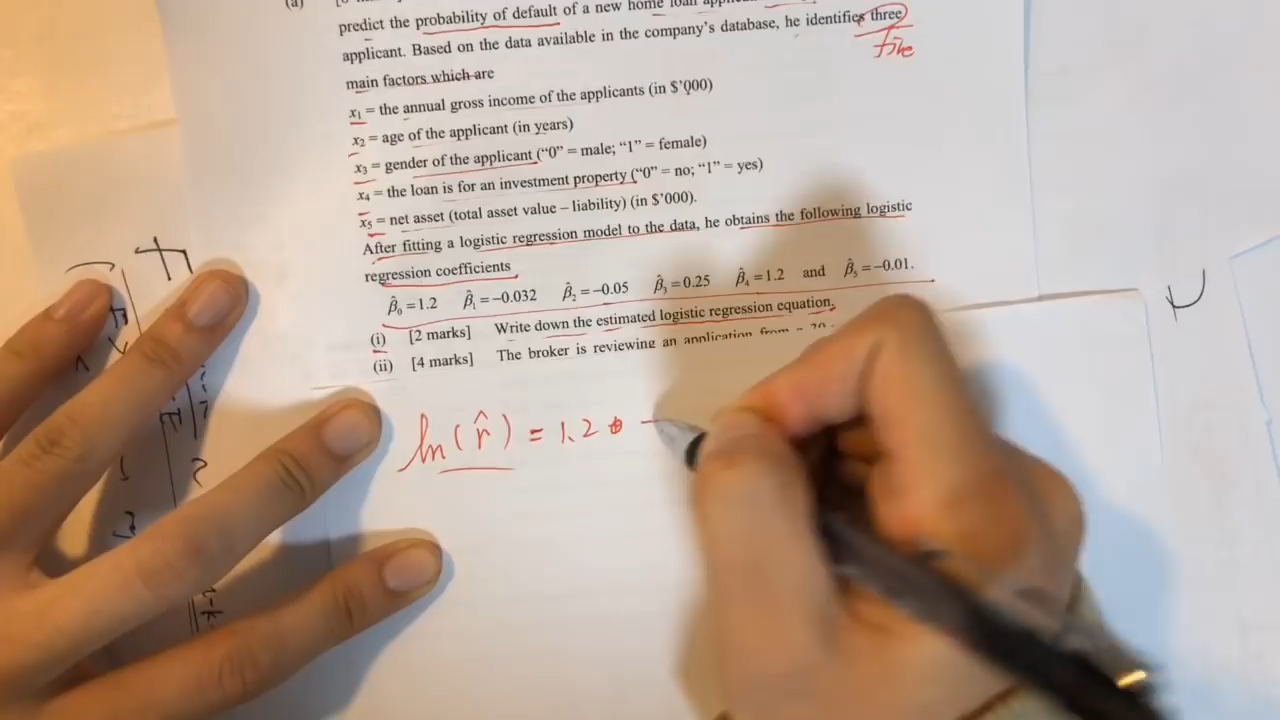 (a)
predict the probability of default of a new home loan
applicant. Based on the data available in the company's database, he identifies three
five
main factors which are
x₁ = the annual gross income of the applicants (in $'000)
x₂ = age of the applicant (in years)
x₃ = gender of the applicant ("0" = male; "1" = female)
x₄ = the loan is for an investment property ("0" = no; "1" = yes)
x₅ = net asset (total asset value – liability) (in $'000).
After fitting a logistic regression model to the data, he obtains the following logistic
regression coefficients
β̂₀ = 1.2 β̂₁ = −0.032 β̂₂ = −0.05 β̂₃ = 0.25 β̂₄ = 1.2 and β̂₅ = −0.01.
(i) [2 marks] Write down the estimated logistic regression equation.
(ii) [4 marks] The broker is reviewing an application from
ln(r̂) = 1.2